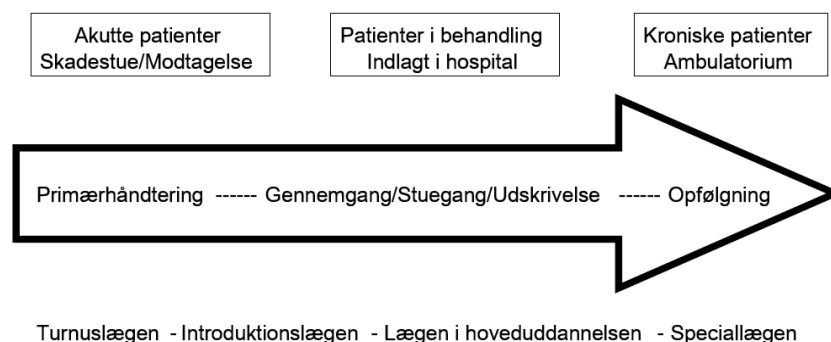 Akutte patienter
Skadestue/Modtagelse
Patienter i behandling
Indlagt i hospital
Kroniske patienter
Ambulatorium
Primærhåndtering ------ Gennemgang/Stuegang/Udskrivelse ------ Opfølgning
Turnuslægen - Introduktionslægen - Lægen i hoveduddannelsen - Speciallægen